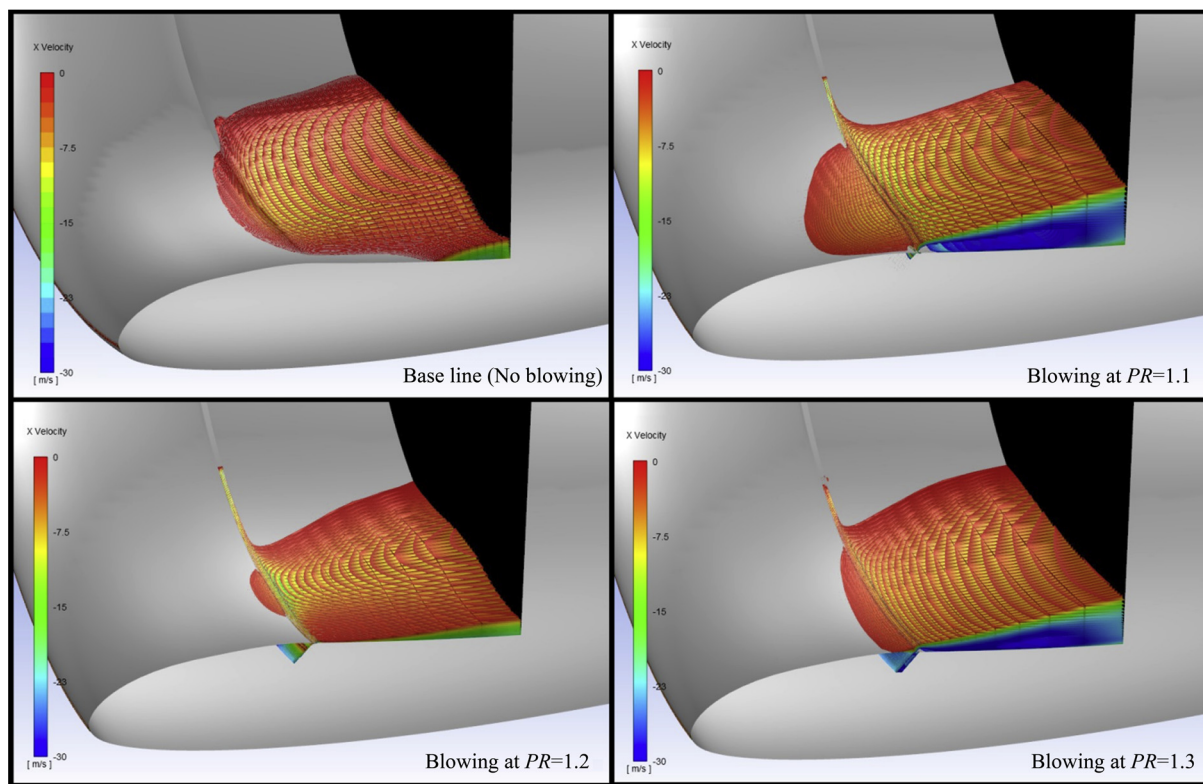 X Velocity
0
-7.5
-15
-23
-30
[ m/s ]
Base line (No blowing)
X Velocity
0
-7.5
-15
-23
-30
[ m/s ]
Blowing at PR=1.1
X Velocity
0
-7.5
-15
-23
-30
[ m/s ]
Blowing at PR=1.2
X Velocity
0
-7.5
-15
-23
-30
[ m/s ]
Blowing at PR=1.3